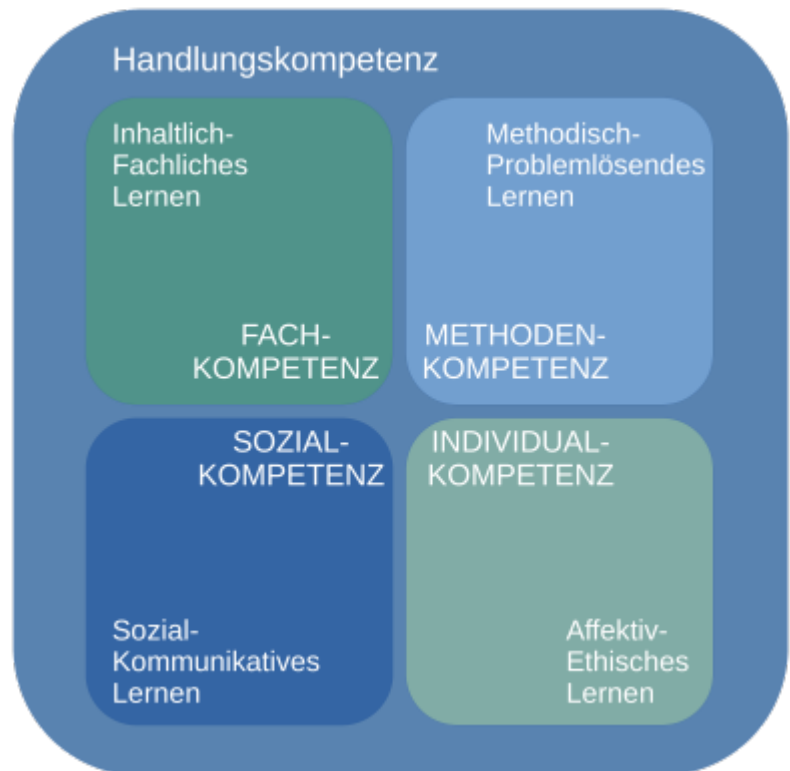 Handlungskompetenz
Inhaltlich-
Fachliches
Lernen
FACH-
KOMPETENZ
Methodisch-
Problemlösendes
Lernen
METHODEN-
KOMPETENZ
SOZIAL-
KOMPETENZ
Sozial-
Kommunikatives
Lernen
INDIVIDUAL-
KOMPETENZ
Affektiv-
Ethisches
Lernen